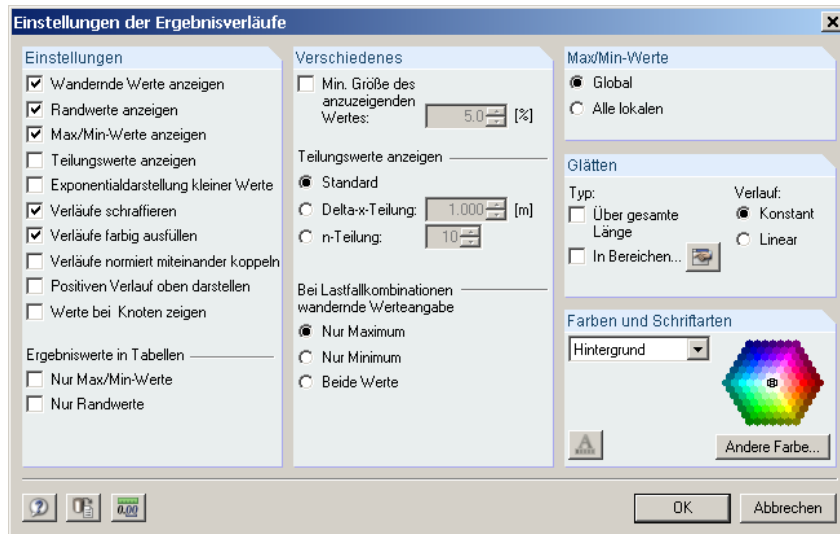 Einstellungen der Ergebnisverläufe
Einstellungen
Wandernde Werte anzeigen
Randwerte anzeigen
Max/Min-Werte anzeigen
Teilungswerte anzeigen
Exponentialdarstellung kleiner Werte
Verläufe schraffieren
Verläufe farbig ausfüllen
Verläufe normiert miteinander koppeln
Positiven Verlauf oben darstellen
Werte bei Knoten zeigen
Ergebniswerte in Tabellen
Nur Max/Min-Werte
Nur Randwerte
Verschiedenes
Min. Größe des
anzuzeigenden
Wertes: 5.0 [%]
Teilungswerte anzeigen
Standard
Delta-x-Teilung: 1.000 [m]
n-Teilung: 10
Bei Lastfallkombinationen
wandernde Werteangabe
Nur Maximum
Nur Minimum
Beide Werte
Max/Min-Werte
Global
Alle lokalen
Glätten
Typ:
Über gesamte
Länge
In Bereichen...
Verlauf:
Konstant
Linear
Farben und Schriftarten
Hintergrund
A
Andere Farbe...
0.00
OK
Abbrechen